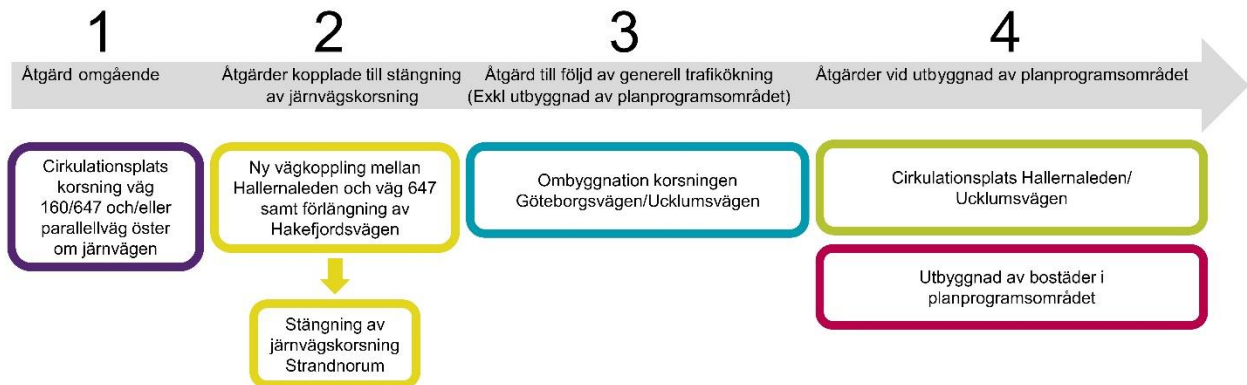 1
2
3
4
Åtgärd omgående
Åtgärder kopplade till stängning
av järnvägskorsning
Åtgärd till följd av generell trafikökning
(Exkl utbyggnad av planprogramsområdet)
Åtgärder vid utbyggnad av planprogramsområdet
Cirkulationsplats
korsning väg
160/647 och/eller
parallellväg öster
om järnvägen
Ny vägkoppling mellan
Hallernaleden och väg 647
samt förlängning av
Hakefjordsvägen
Stängning av
järnvägskorsning
Strandnorum
Ombyggnation korsningen
Göteborgsvägen/Ucklumsvägen
Cirkulationsplats Hallernaleden/
Ucklumsvägen
Utbyggnad av bostäder i
planprogramsområdet